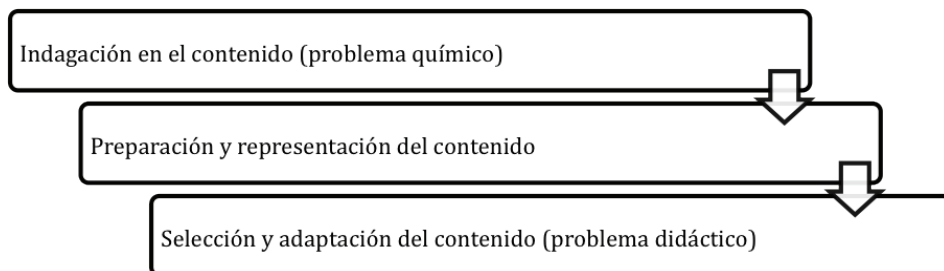 Indagación en el contenido (problema químico)
Preparación y representación del contenido
Selección y adaptación del contenido (problema didáctico)